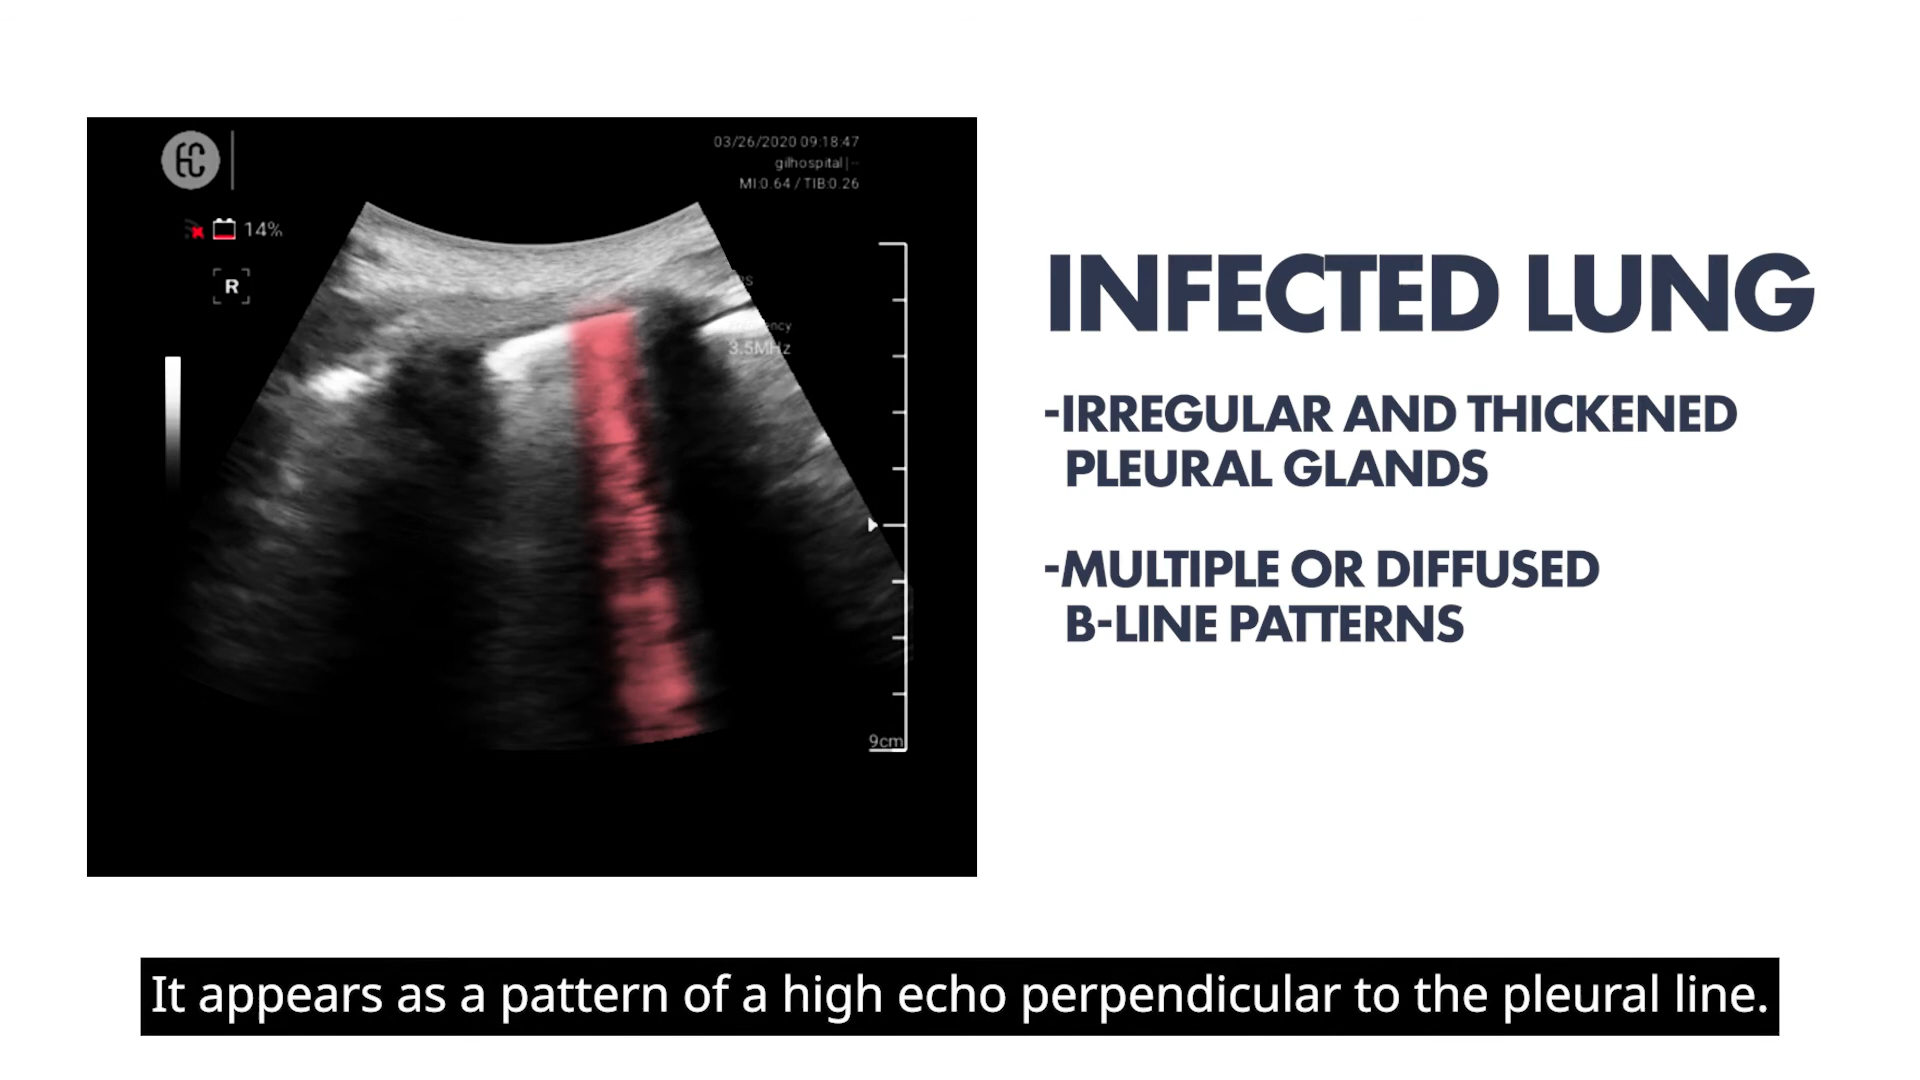 03/26/2020 09:18:47
gilhospital|--
MI:0.64 / TIB:0.26
14%
R
3.5MHz
9cm
INFECTED LUNG
-IRREGULAR AND THICKENED
PLEURAL GLANDS
-MULTIPLE OR DIFFUSED
B-LINE PATTERNS
It appears as a pattern of a high echo perpendicular to the pleural line.